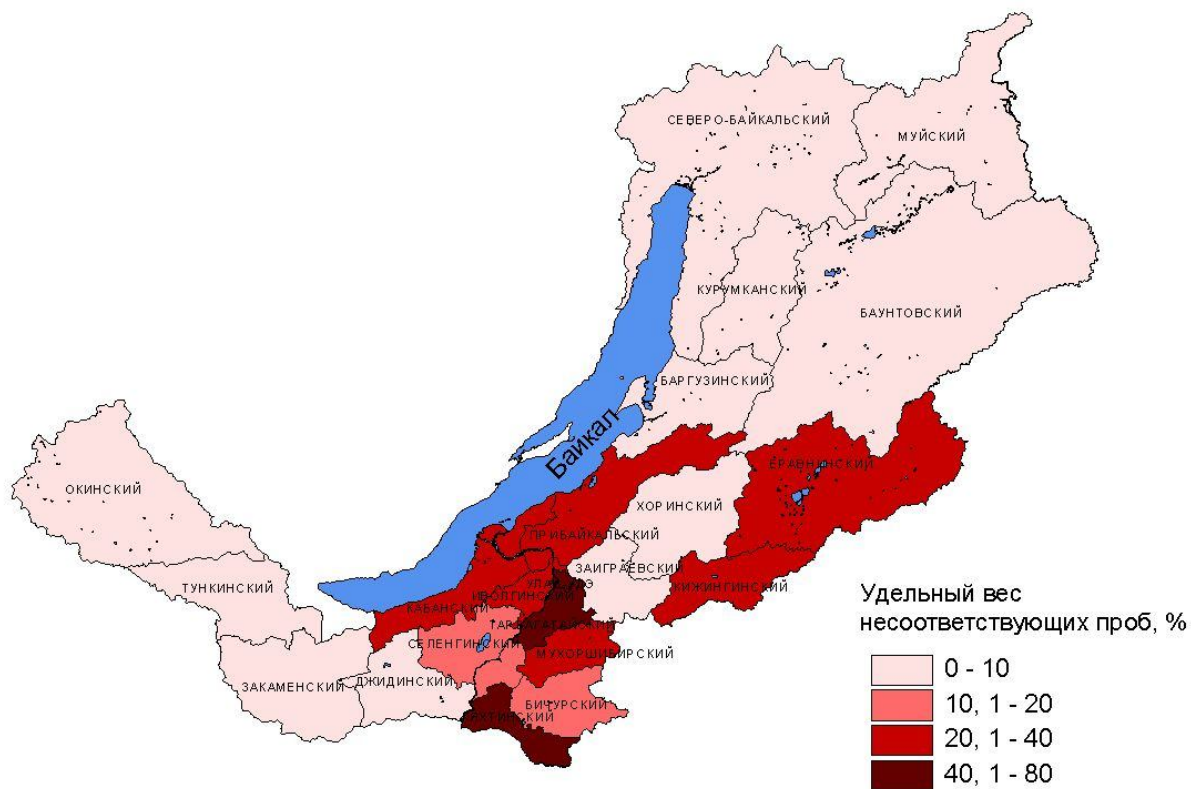 СЕВЕРО-БАЙКАЛЬСКИЙ
МУЙСКИЙ
КУРУМКАНСКИЙ
БАУНТОВСКИЙ
БАРГУЗИНСКИЙ
Байкал
ЕРАВНИНСКИЙ
ОКИНСКИЙ
ХОРИНСКИЙ
ПРИБАЙКАЛЬСКИЙ
ЗАИГРАЕВСКИЙ
ТУНКИНСКИЙ
КИЖИНГИНСКИЙ
ИВОЛГИНСКИЙ
КАБАНСКИЙ
ТАРБАГАТАЙСКИЙ
СЕЛЕНГИНСКИЙ
МУХОРШИБИРСКИЙ
ЗАКАМЕНСКИЙ
ДЖИДИНСКИЙ
БИЧУРСКИЙ
Удельный вес
несоответствующих проб, %
0 - 10
10, 1 - 20
20, 1 - 40
40, 1 - 80